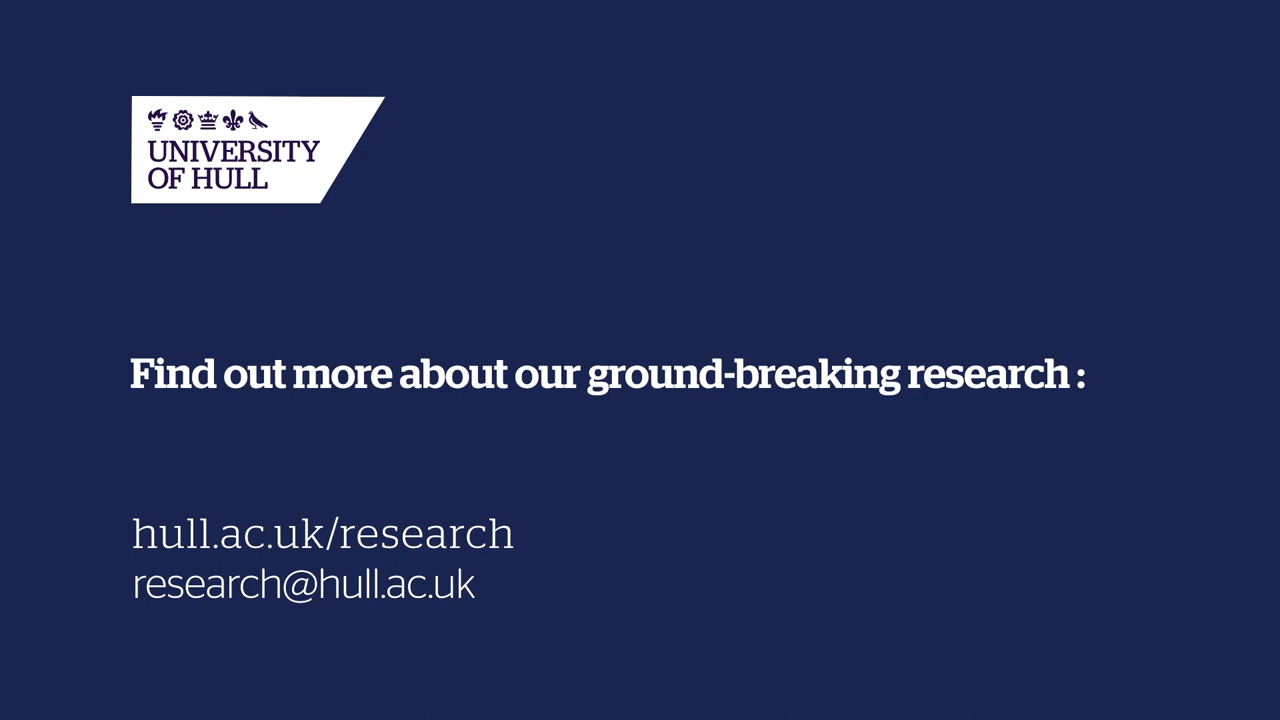 UNIVERSITY
OF HULL
Find out more about our ground-breaking research :
hull.ac.uk/research
research@hull.ac.uk